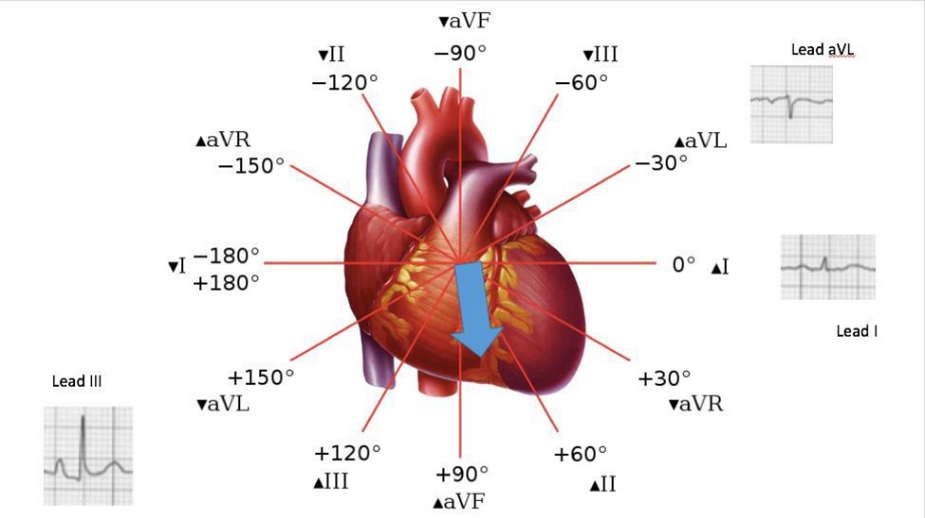 ▾aVF
−90°
▾II
−120°
▾III
−60°
Lead aVL
▴aVR
−150°
▴aVL
−30°
▾I
−180°
+180°
0° ▴I
Lead I
+150°
▾aVL
+30°
▾aVR
Lead III
+120°
▴III
+90°
▴aVF
+60°
▴II